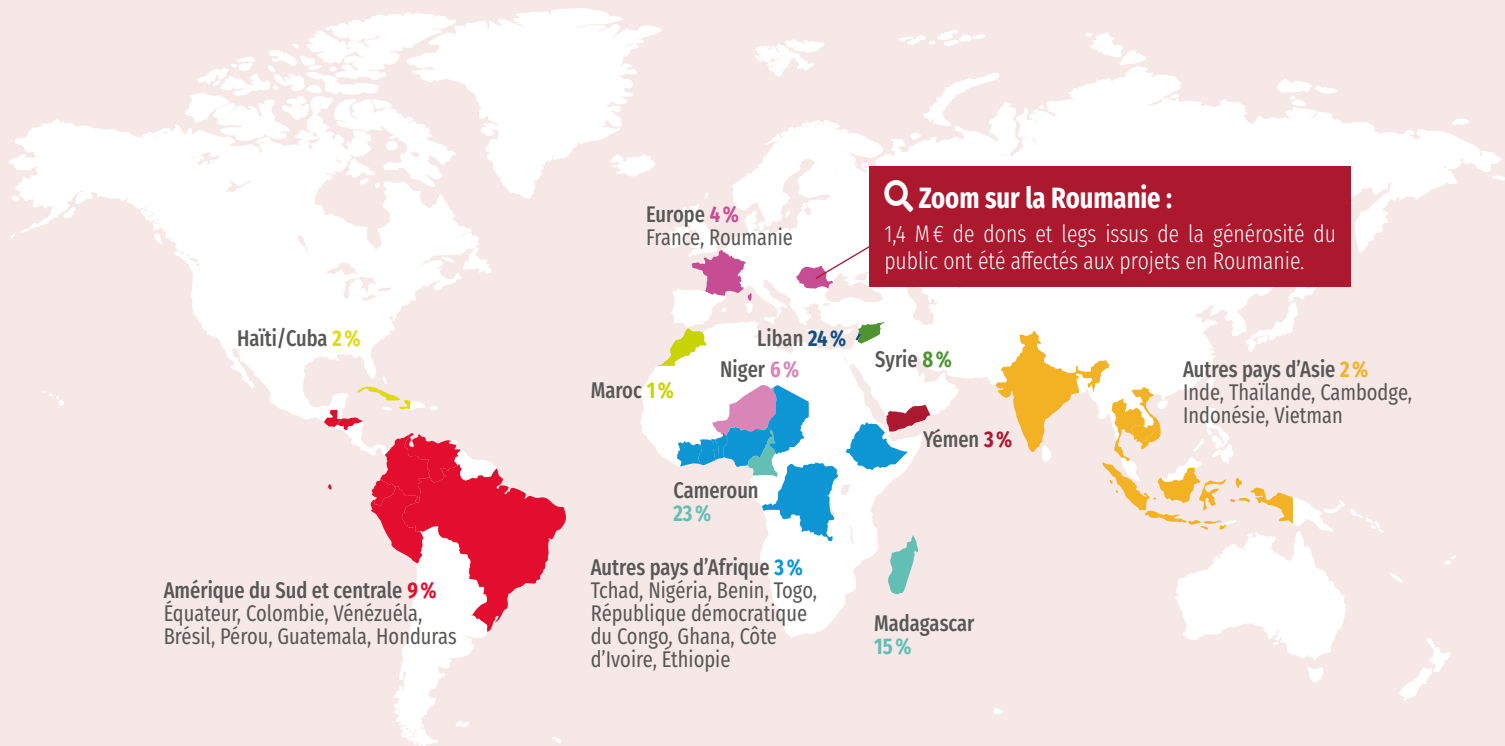 Zoom sur la Roumanie :
1,4 M€ de dons et legs issus de la générosité du
public ont été affectés aux projets en Roumanie.
Europe 4 %
France, Roumanie
Haïti/Cuba 2 %
Liban 24 %
Syrie 8 %
Niger 6 %
Maroc 1 %
Autres pays d’Asie 2 %
Inde, Thaïlande, Cambodge,
Indonésie, Vietman
Yémen 3 %
Cameroun
23 %
Amérique du Sud et centrale 9 %
Équateur, Colombie, Vénézuéla,
Brésil, Pérou, Guatemala, Honduras
Autres pays d’Afrique 3 %
Tchad, Nigéria, Benin, Togo,
République démocratique
du Congo, Ghana, Côte
d’Ivoire, Éthiopie
Madagascar
15 %